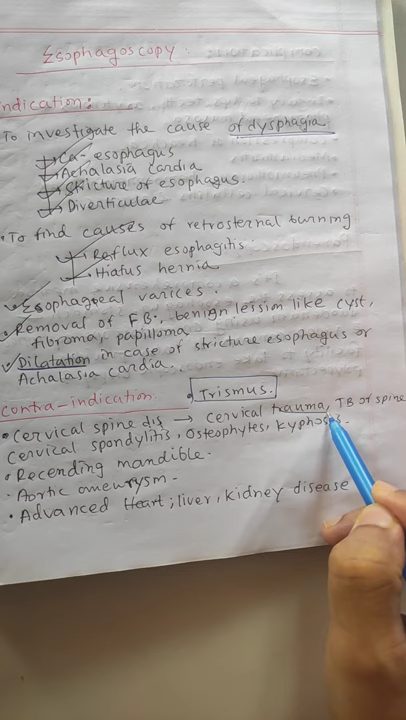 Esophagoscopy.
Indication:
To investigate the cause of dysphagia.
Ca-esophagus
Achalasia cardia
Stricture of esophagus.
Diverticulae
• To find causes of retrosternal burning
Reflux esophagitis.
Hiatus hernia
Esophageal varices.
Removal of FB:, benign lession like cyst,
fibroma, papilloma
Dilatation in case of stricture esophagus or
Achalasia cardia.
Contra-indication. • Trismus.
• Cervical spine dis → Cervical trauma, TB of spine
Cervical spondylitis, osteophytes, kyphosis.
• Recending mandible.
• Aortic aneurysm.
• Advanced Heart; liver, kidney disease